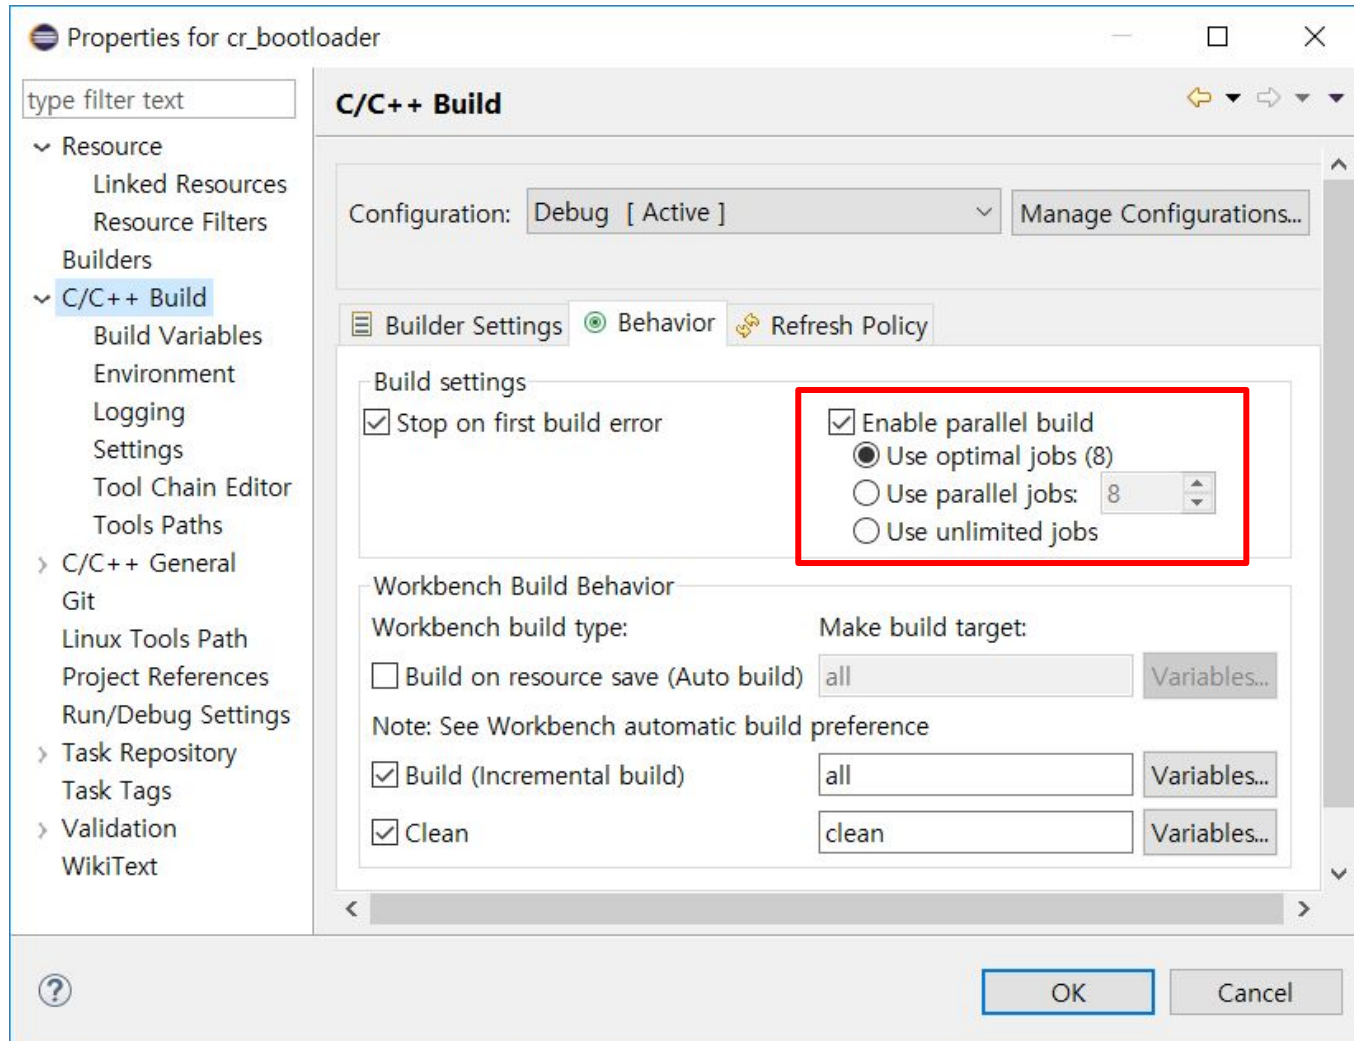 Properties for cr_bootloader
type filter text
Resource
Linked Resources
Resource Filters
Builders
C/C++ Build
Build Variables
Environment
Logging
Settings
Tool Chain Editor
Tools Paths
C/C++ General
Git
Linux Tools Path
Project References
Run/Debug Settings
Task Repository
Task Tags
Validation
WikiText
C/C++ Build
Configuration: Debug [ Active ] Manage Configurations...
Builder Settings Behavior Refresh Policy
Build settings
Stop on first build error
Enable parallel build
Use optimal jobs (8)
Use parallel jobs: 8
Use unlimited jobs
Workbench Build Behavior
Workbench build type: Make build target:
Build on resource save (Auto build) all Variables...
Note: See Workbench automatic build preference
Build (Incremental build) all Variables...
Clean clean Variables...
OK Cancel